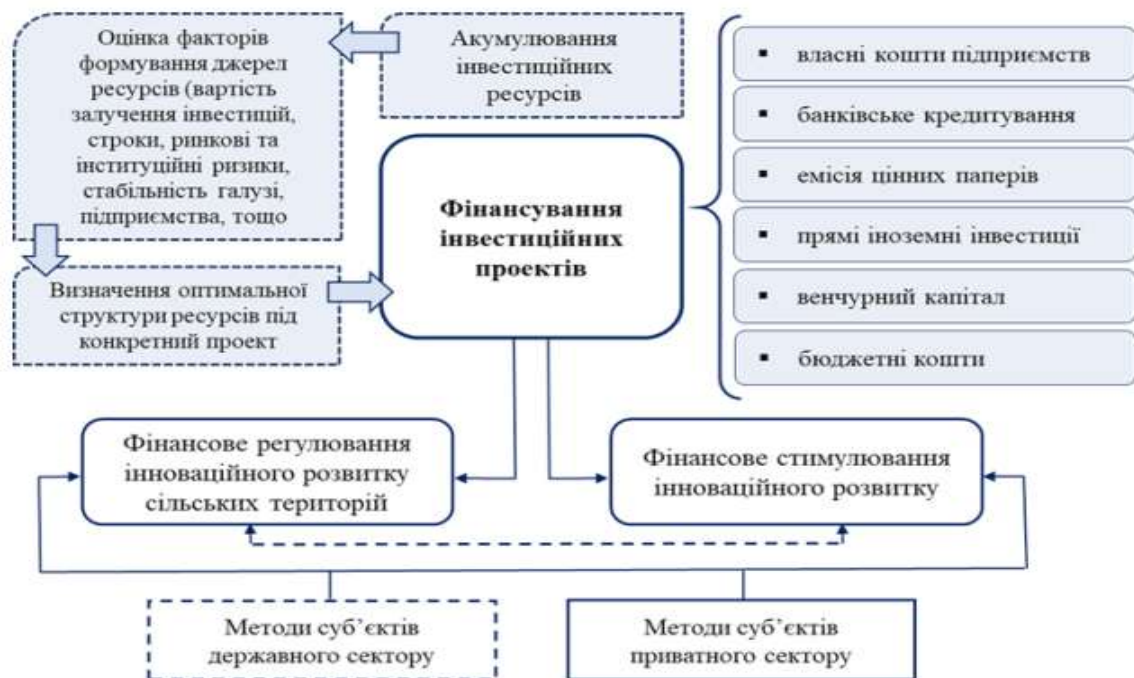 Оцінка факторів
формування джерел
ресурсів (вартість
залучення інвестицій,
строки, ринкові та
інституційні ризики,
стабільність галузі,
підприємства, тощо
Акумулювання
інвестиційних
ресурсів
Визначення оптимальної
структури ресурсів під
конкретний проект
Фінансування
інвестиційних
проектів
▪ власні кошти підприємств
▪ банківське кредитування
▪ емісія цінних паперів
▪ прямі іноземні інвестиції
▪ венчурний капітал
▪ бюджетні кошти
Фінансове регулювання
інноваційного розвитку
сільських територій
Фінансове стимулювання
інноваційного розвитку
Методи суб’єктів
державного сектору
Методи суб’єктів
приватного сектору